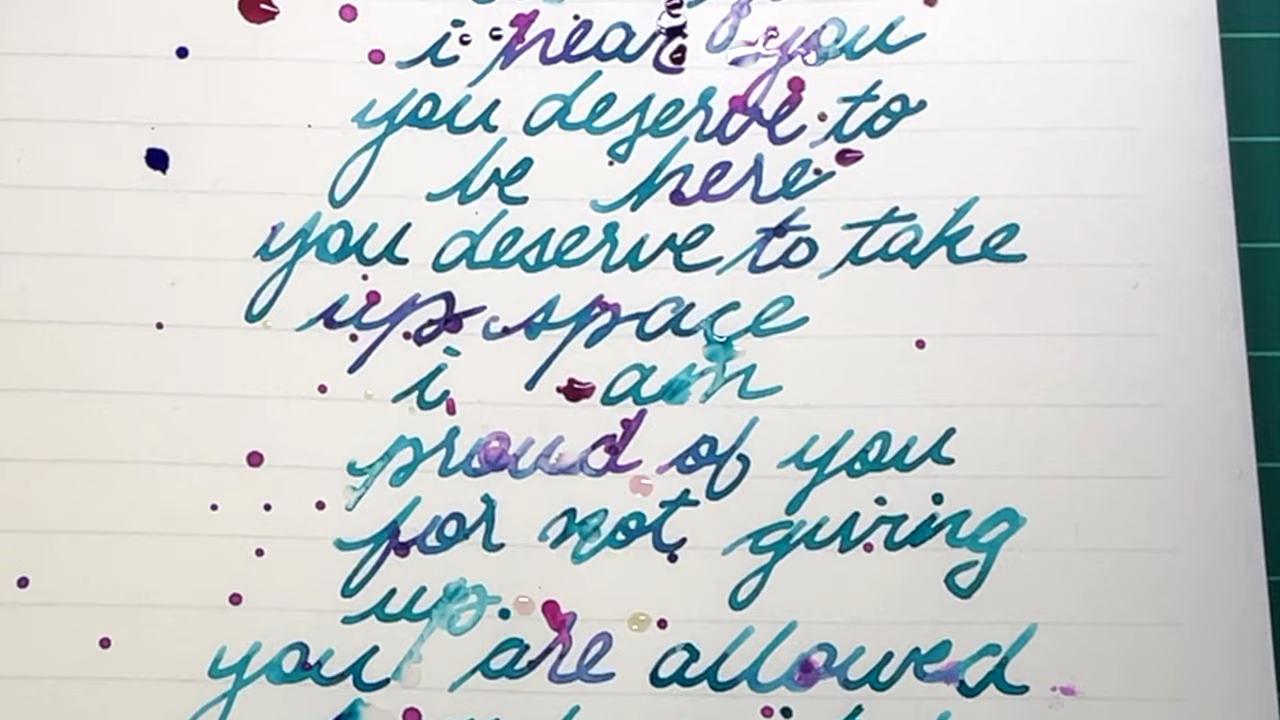 i hear you
you deserve to
be here
you deserve to take
up space
i am
proud of you
for not giving
up.
you are allowed